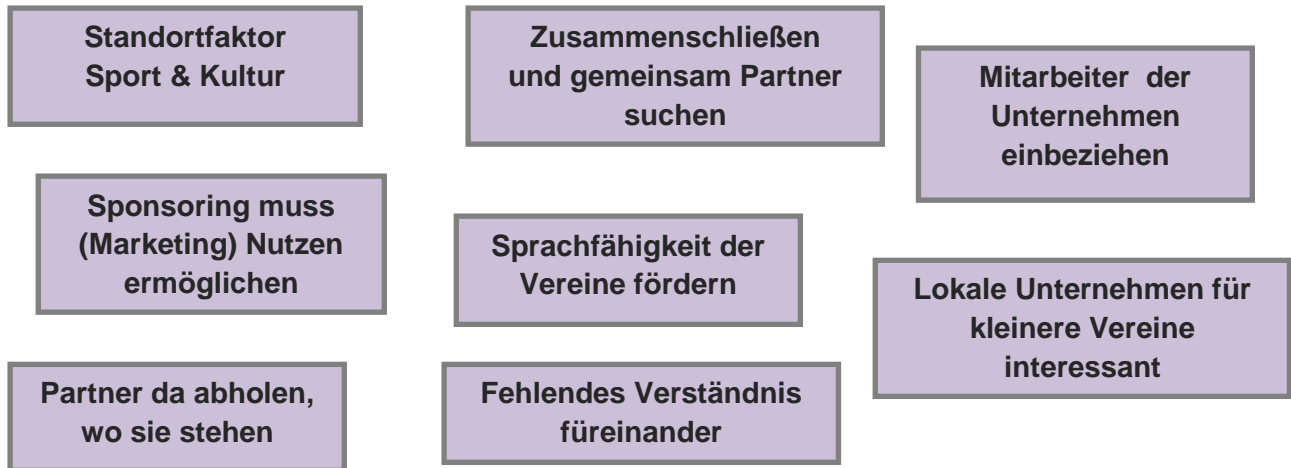 Standortfaktor
Sport & Kultur
Zusammenschließen
und gemeinsam Partner
suchen
Mitarbeiter der
Unternehmen
einbeziehen
Sponsoring muss
(Marketing) Nutzen
ermöglichen
Sprachfähigkeit der
Vereine fördern
Lokale Unternehmen für
kleinere Vereine
interessant
Partner da abholen,
wo sie stehen
Fehlendes Verständnis
füreinander